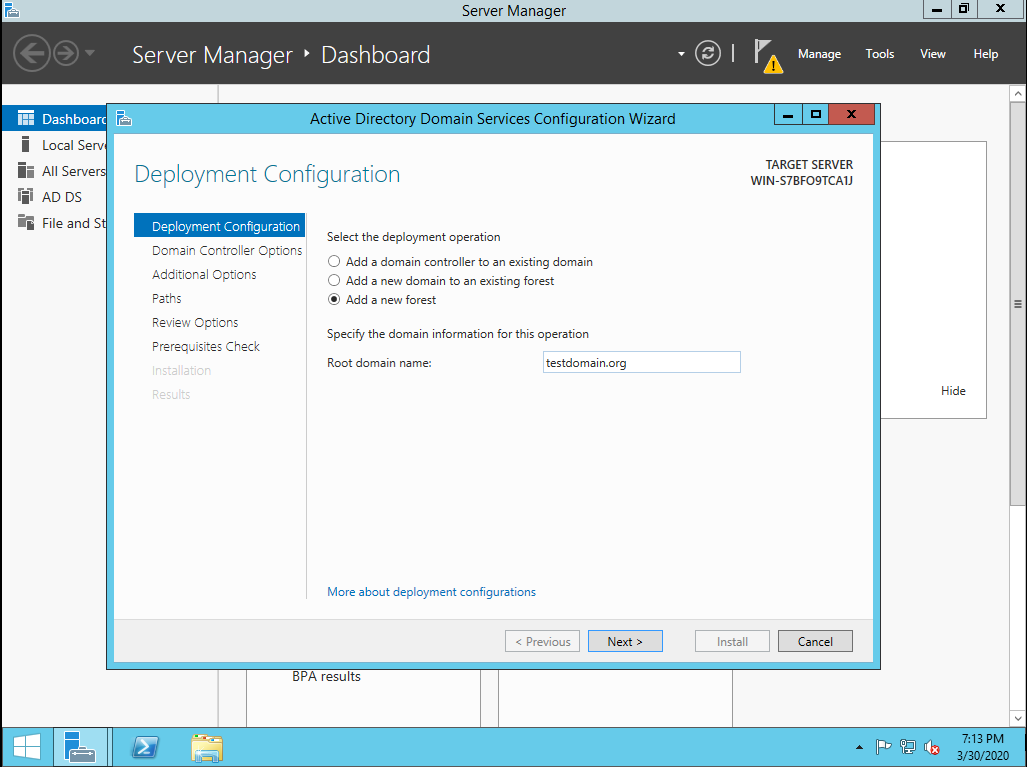 Server Manager
Server Manager
Dashboard
Manage
Tools
View
Help
Dashboard
Local Serve
All Servers
AD DS
File and St
Active Directory Domain Services Configuration Wizard
Deployment Configuration
TARGET SERVER
WIN-S7BFO9TCA1J
Deployment Configuration
Domain Controller Options
Additional Options
Paths
Review Options
Prerequisites Check
Installation
Results
Select the deployment operation
Add a domain controller to an existing domain
Add a new domain to an existing forest
Add a new forest
Specify the domain information for this operation
Root domain name:
testdomain.org
More about deployment configurations
< Previous
Next >
Install
Cancel
Hide
BPA results
7:13 PM
3/30/2020